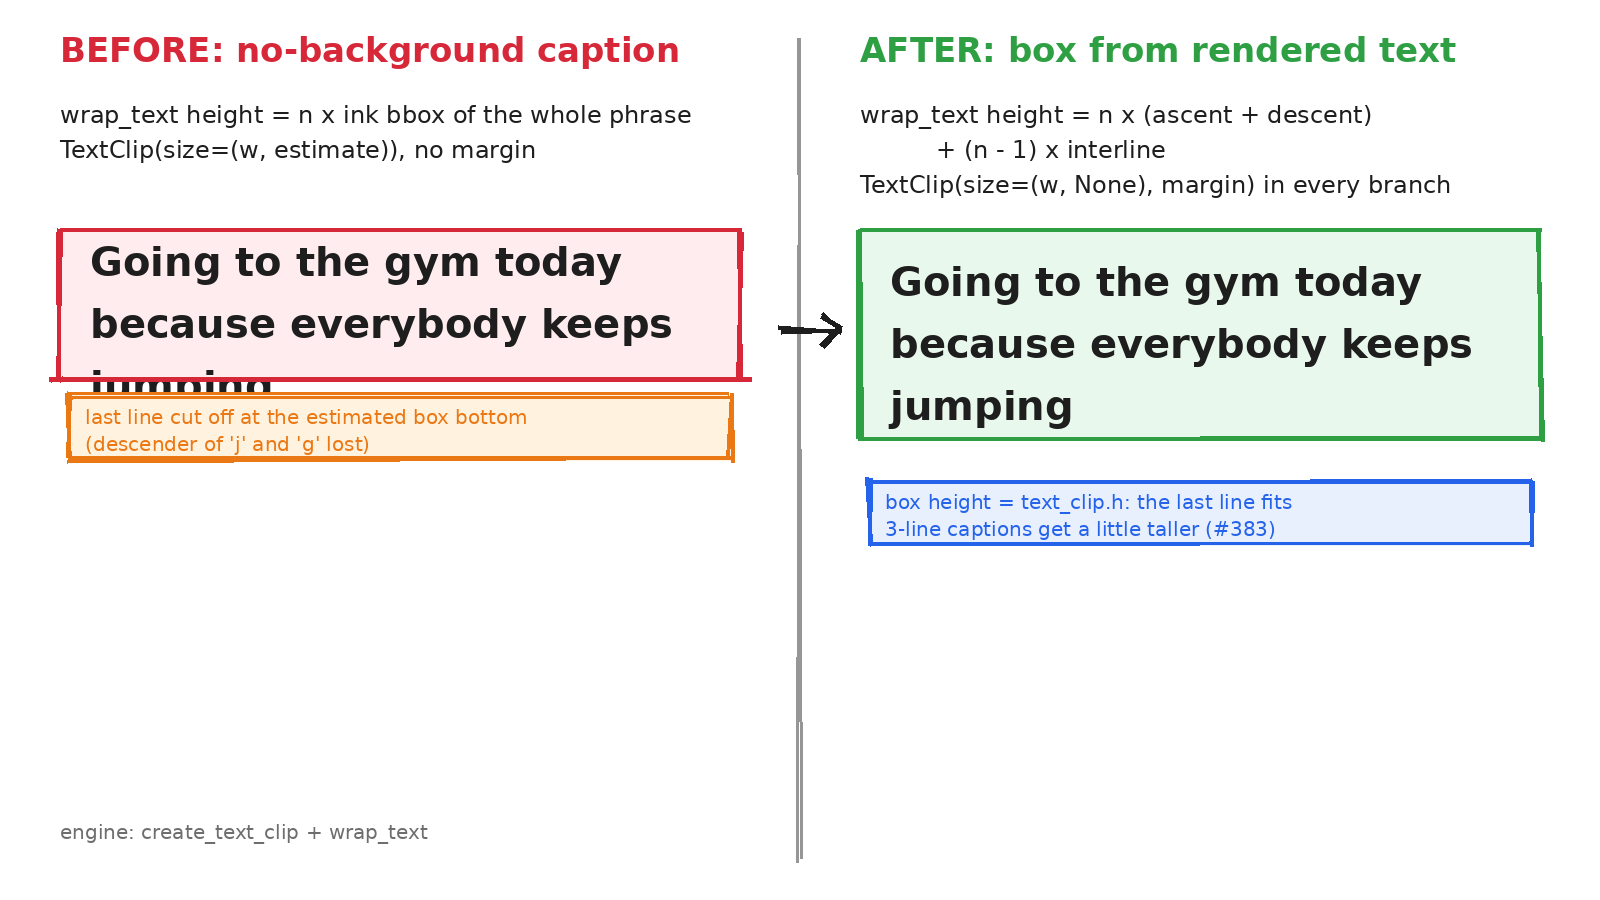 BEFORE: no-background caption
wrap_text height = n x ink bbox of the whole phrase
TextClip(size=(w, estimate)), no margin
Going to the gym today
because everybody keeps
jumping
last line cut off at the estimated box bottom
(descender of 'j' and 'g' lost)
engine: create_text_clip + wrap_text
AFTER: box from rendered text
wrap_text height = n x (ascent + descent)
+ (n - 1) x interline
TextClip(size=(w, None), margin) in every branch
Going to the gym today
because everybody keeps
jumping
box height = text_clip.h: the last line fits
3-line captions get a little taller (#383)